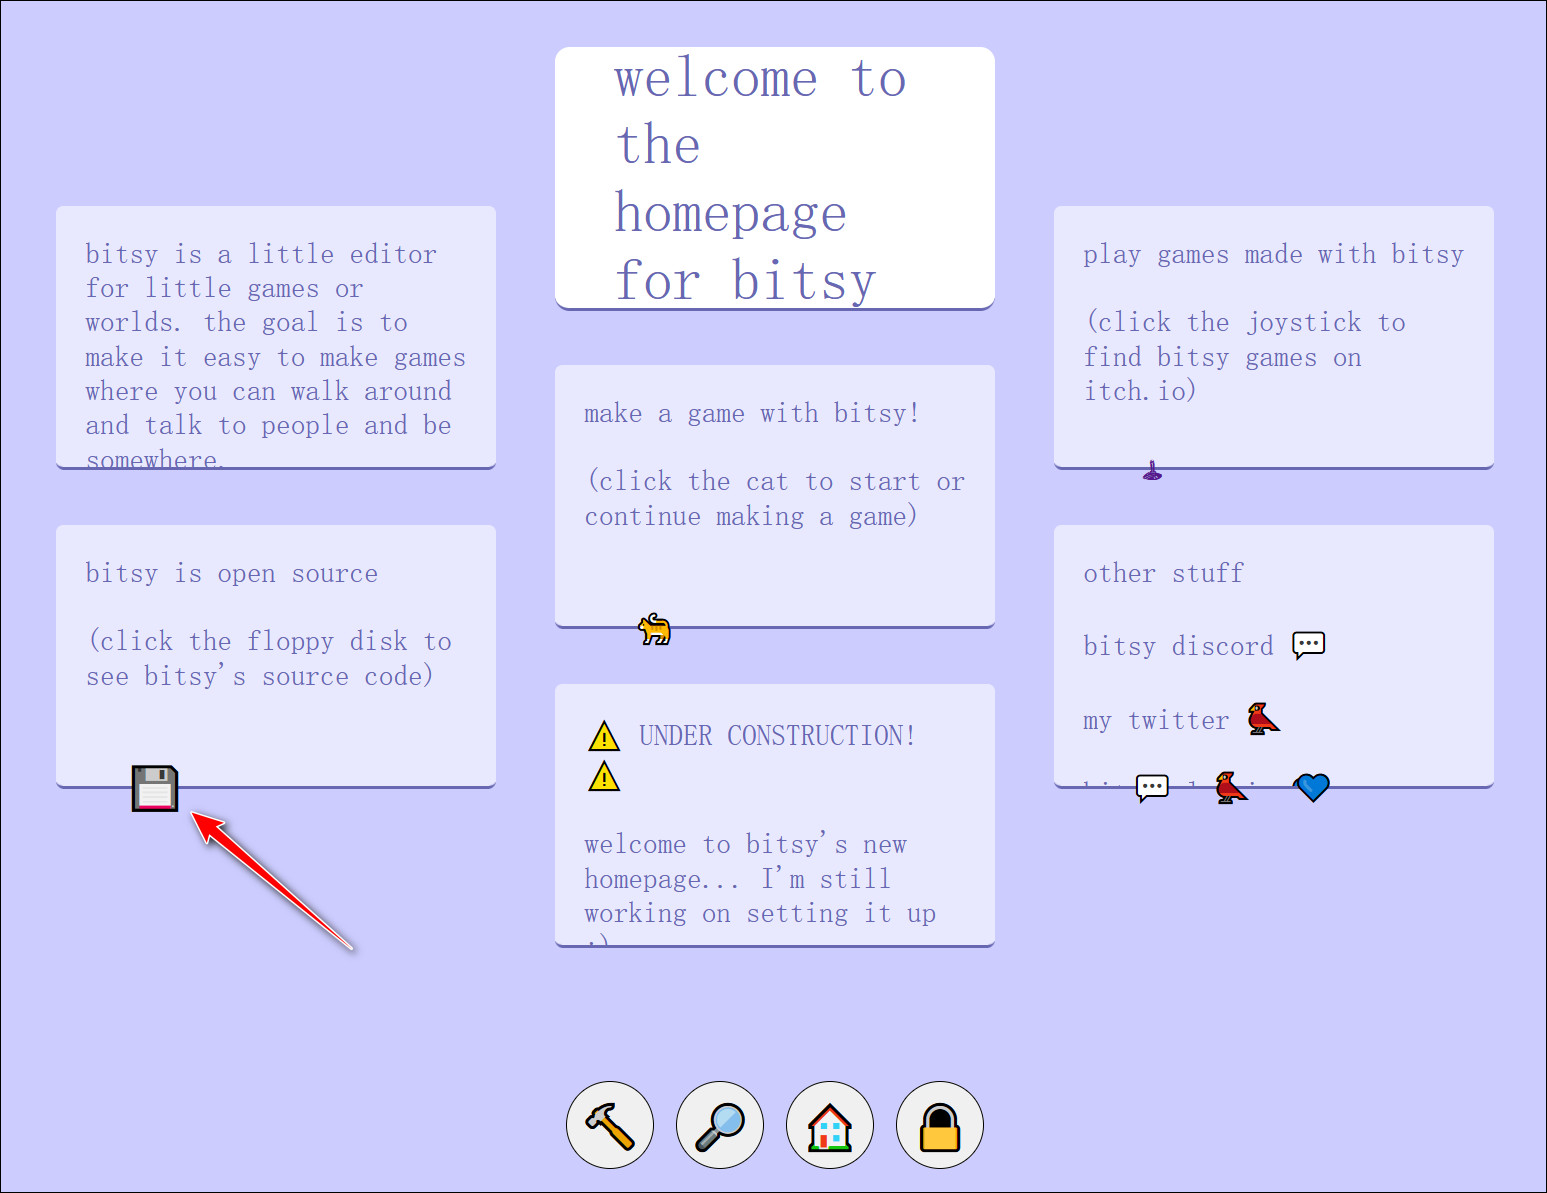 welcome to
the
homepage
for bitsy
bitsy is a little editor
for little games or
worlds. the goal is to
make it easy to make games
where you can walk around
and talk to people and be
somewhere.
bitsy is open source
(click the floppy disk to
see bitsy's source code)
make a game with bitsy!
(click the cat to start or
continue making a game)
UNDER CONSTRUCTION!
welcome to bitsy's new
homepage... I'm still
working on setting it up
:)
play games made with bitsy
(click the joystick to
find bitsy games on
itch.io)
other stuff
bitsy discord
my twitter